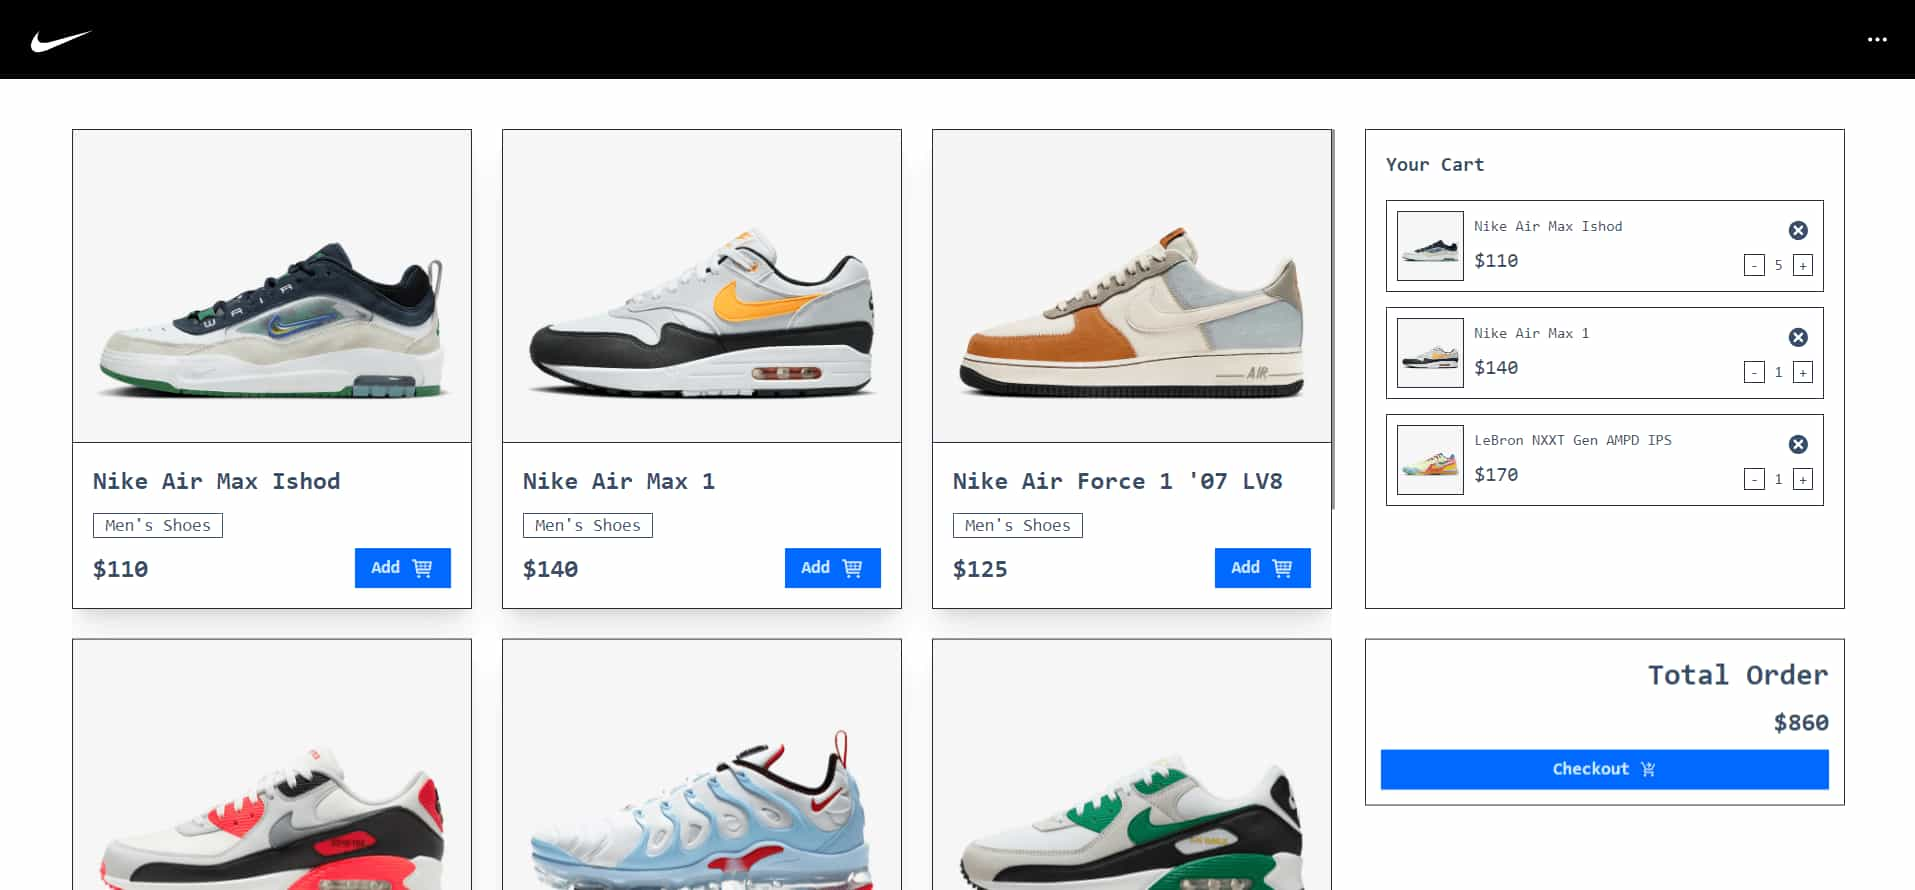 Nike Air Max Ishod
Men's Shoes
$110
Add
Nike Air Max 1
Men's Shoes
$140
Add
AIR
Nike Air Force 1 '07 LV8
Men's Shoes
$125
Add
Your Cart
Nike Air Max Ishod
$110
- 5 +
Nike Air Max 1
$140
- 1 +
LeBron NXXT Gen AMPD IPS
$170
- 1 +
Total Order
$860
Checkout